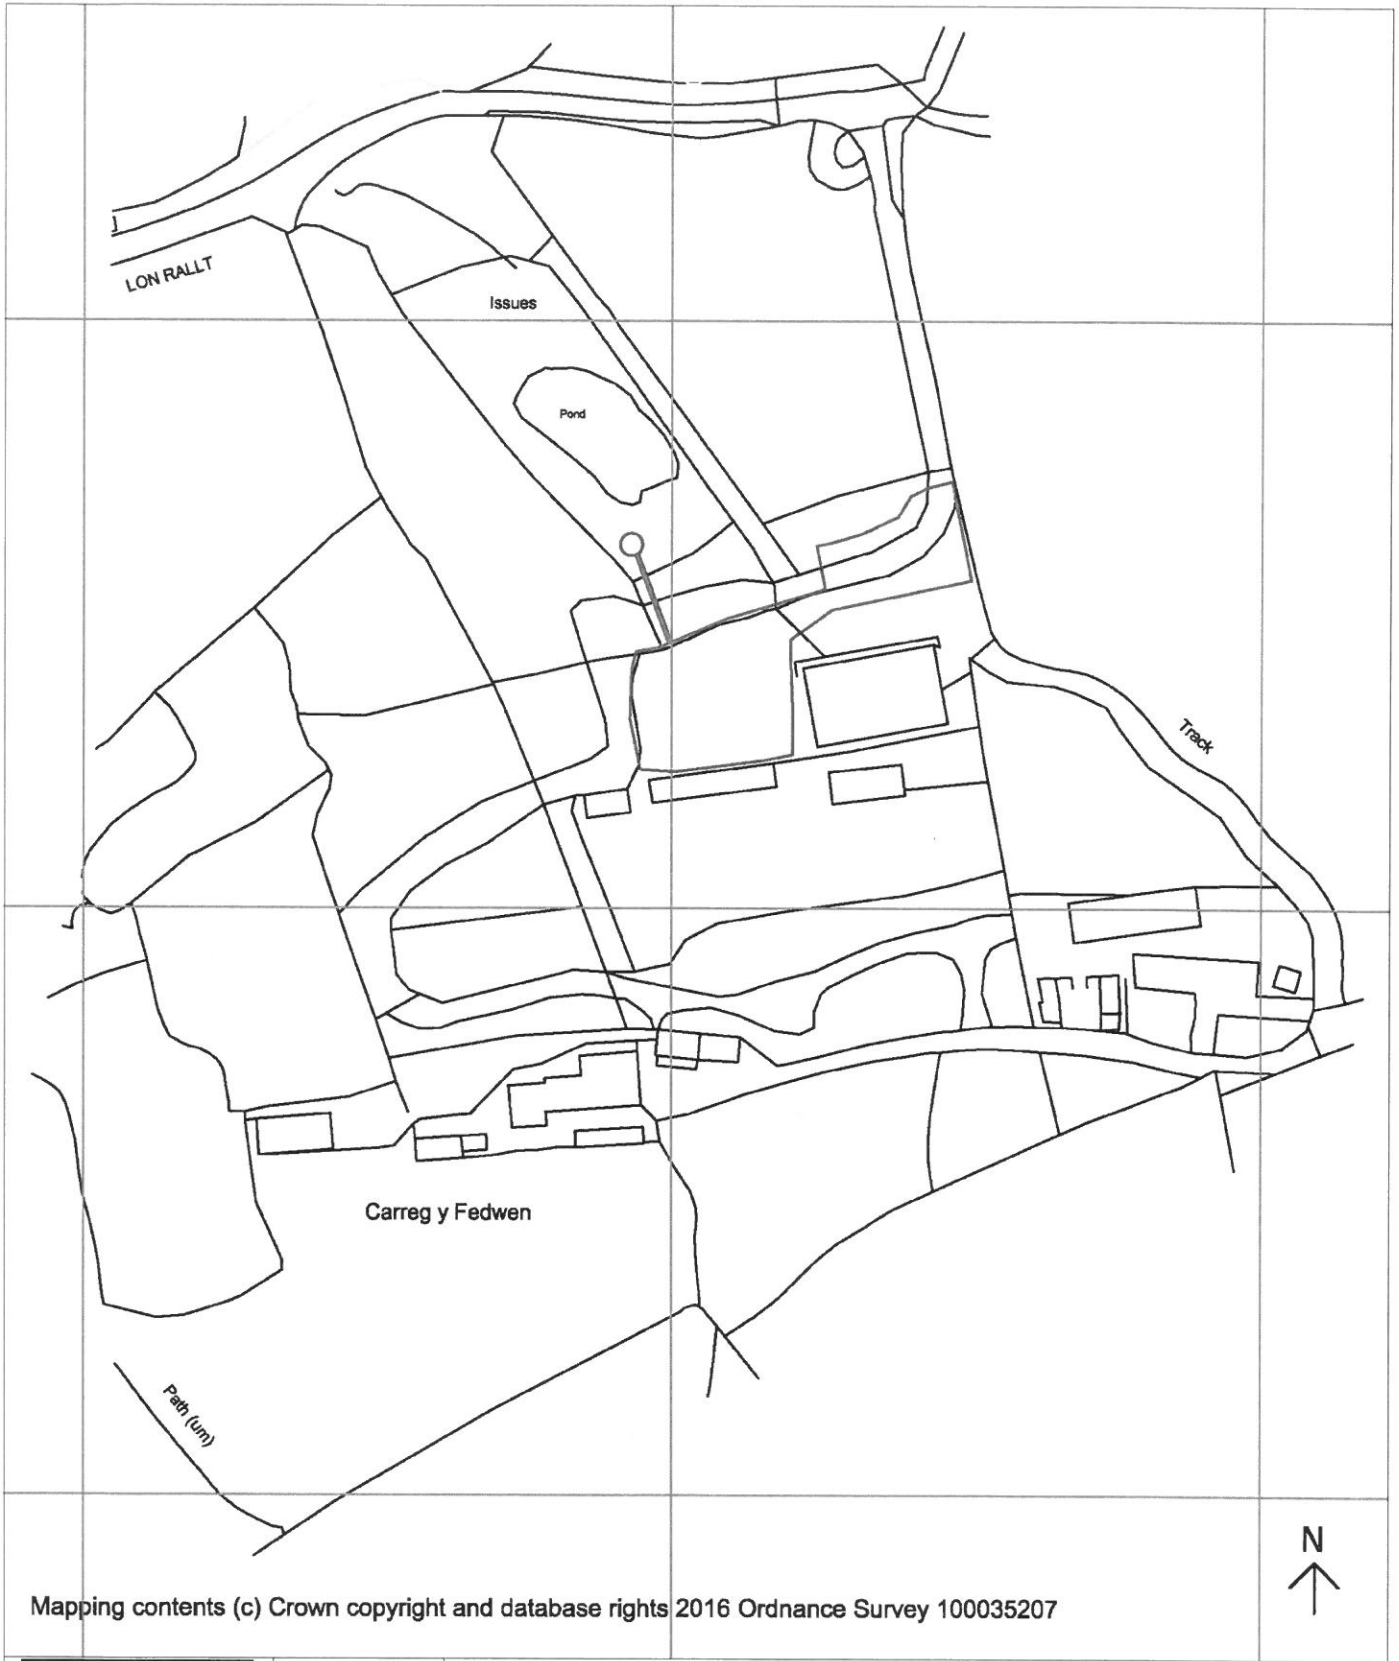 LON RALLT
Issues
Pond
Track
Carreg y Fedwen
Path (um)
N
Mapping contents (c) Crown copyright and database rights 2016 Ordnance Survey 100035207